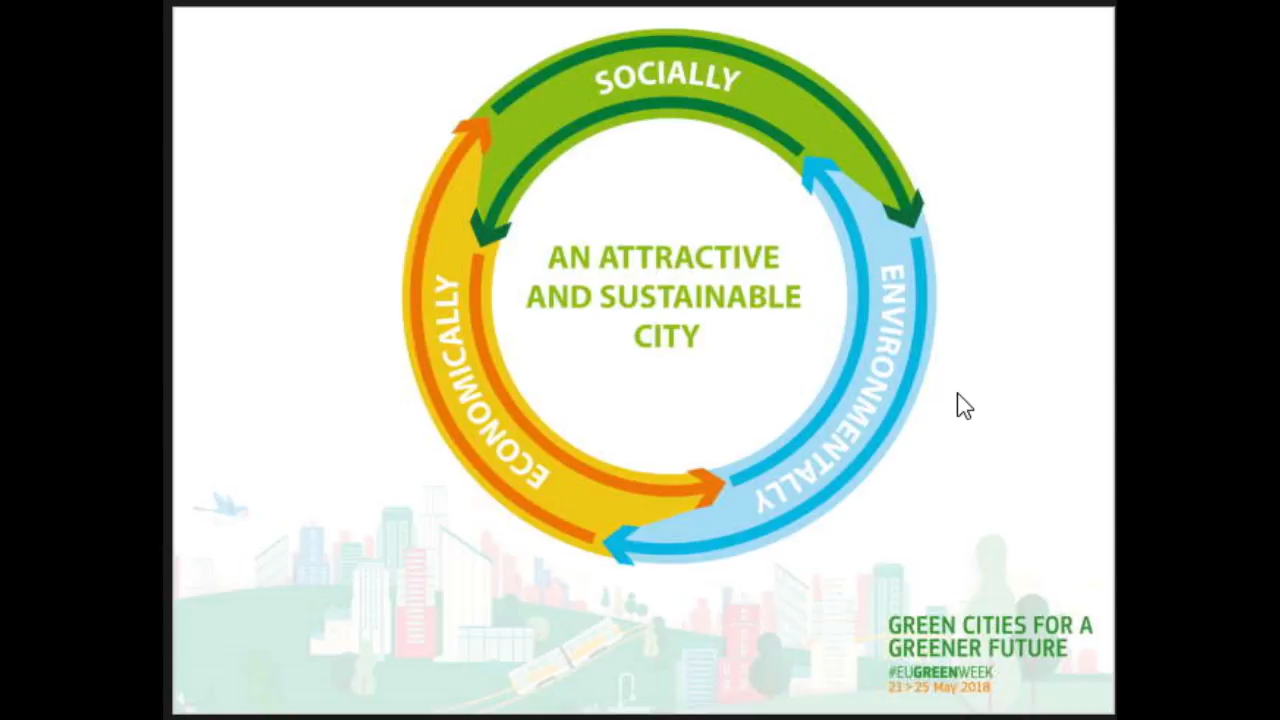 SOCIALLY
AN ATTRACTIVE
AND SUSTAINABLE
CITY
ECONOMICALLY
ENVIRONMENTALLY
GREEN CITIES FOR A
GREENER FUTURE
#EUGREENWEEK
21>25 May 2018